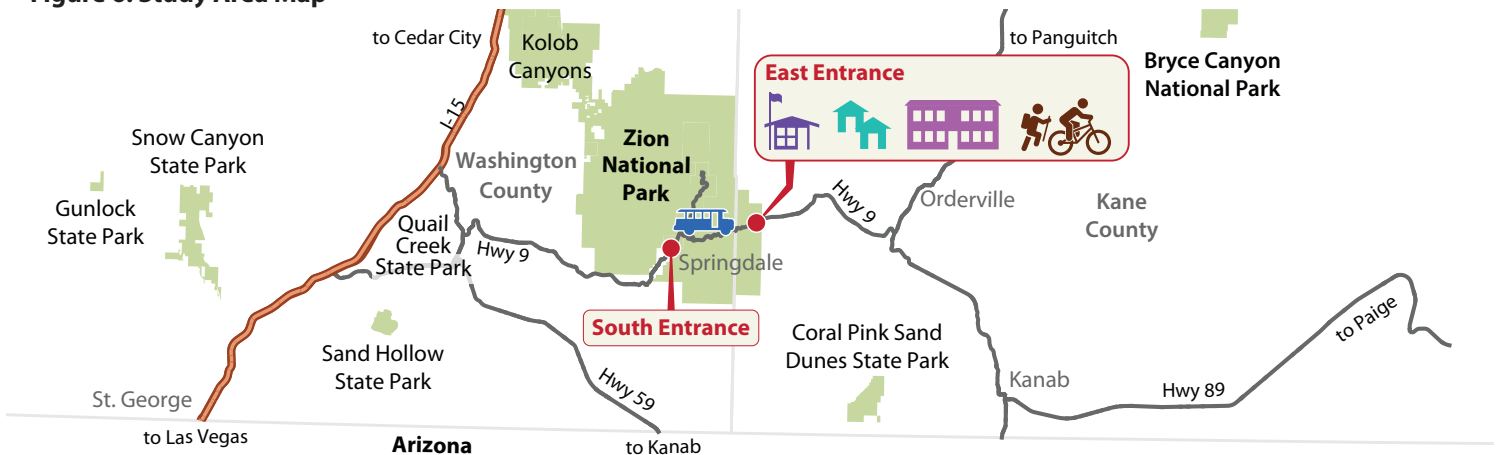 Figure 6. Study Area Map
to Cedar City
Kolob
Canyons
to Panguitch
Bryce Canyon
National Park
East Entrance
I-15
Snow Canyon
State Park
Zion
National
Park
Washington
County
Gunlock
State Park
Hwy 9
Orderville
Kane
County
Quail
Creek
State Park
Hwy 9
Springdale
South Entrance
to Paige
Coral Pink Sand
Dunes State Park
Sand Hollow
State Park
Kanab
Hwy 89
Hwy 59
St. George
to Las Vegas
Arizona
to Kanab